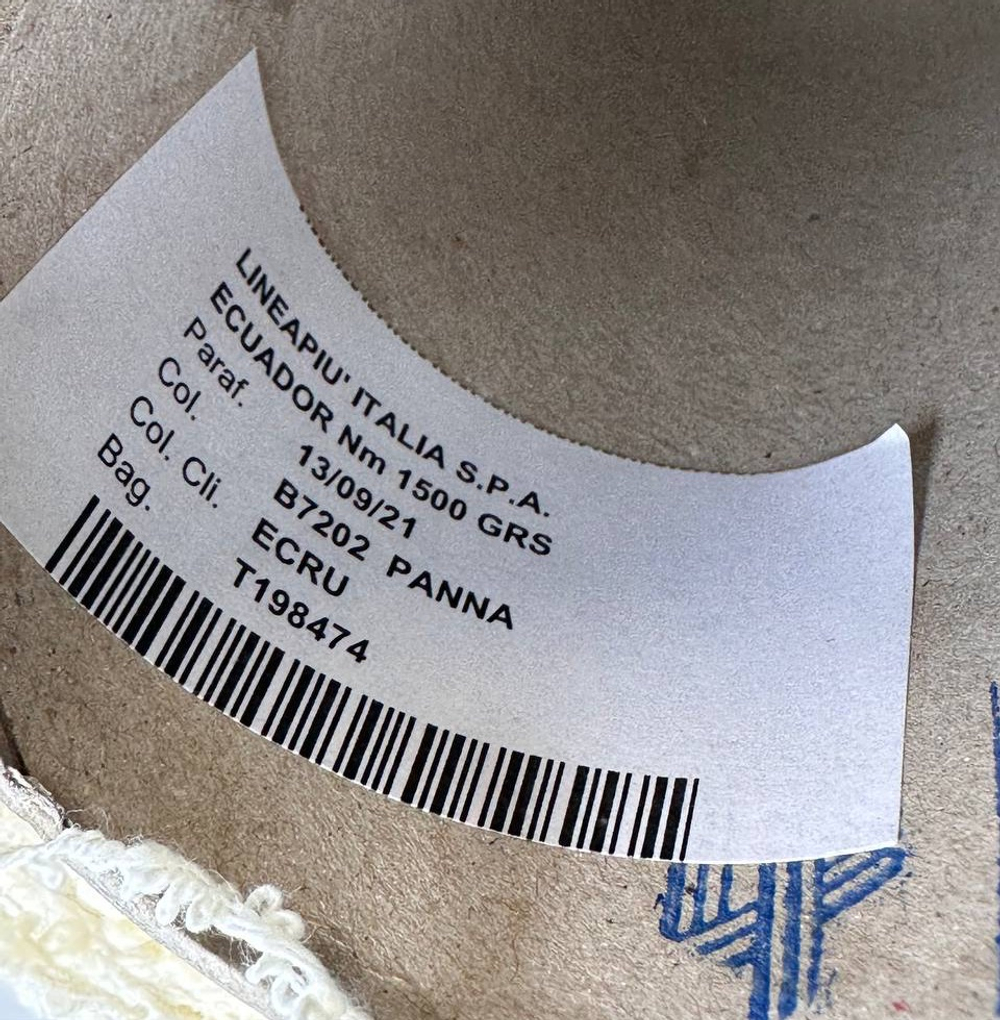 LINEAPIU' ITALIA S.P.A.
ECUADOR Nm 1500 GRS
Paraf. 13/09/21
Col. B7202 PANNA
Col. Cli. ECRU
Bag. T198474